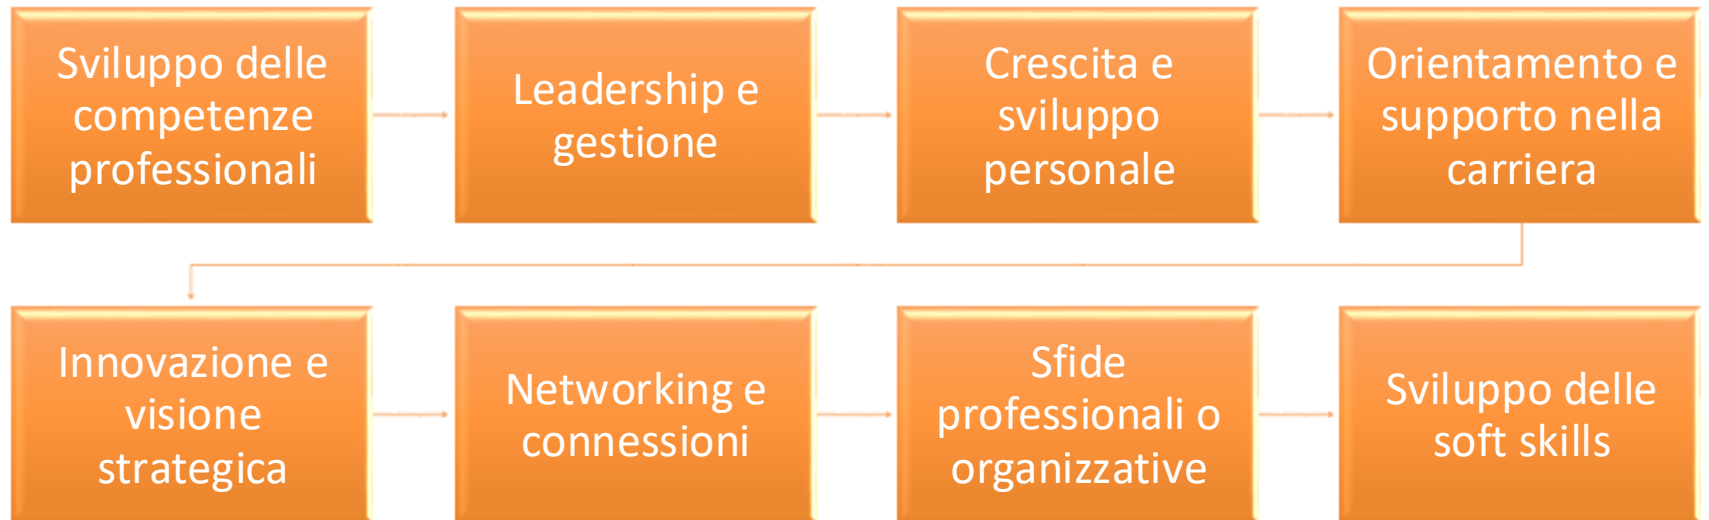 Sviluppo delle
competenze
professionali
Leadership e
gestione
Crescita e
sviluppo
personale
Orientamento e
supporto nella
carriera
Innovazione e
visione
strategica
Networking e
connessioni
Sfide
professionali o
organizzative
Sviluppo delle
soft skills